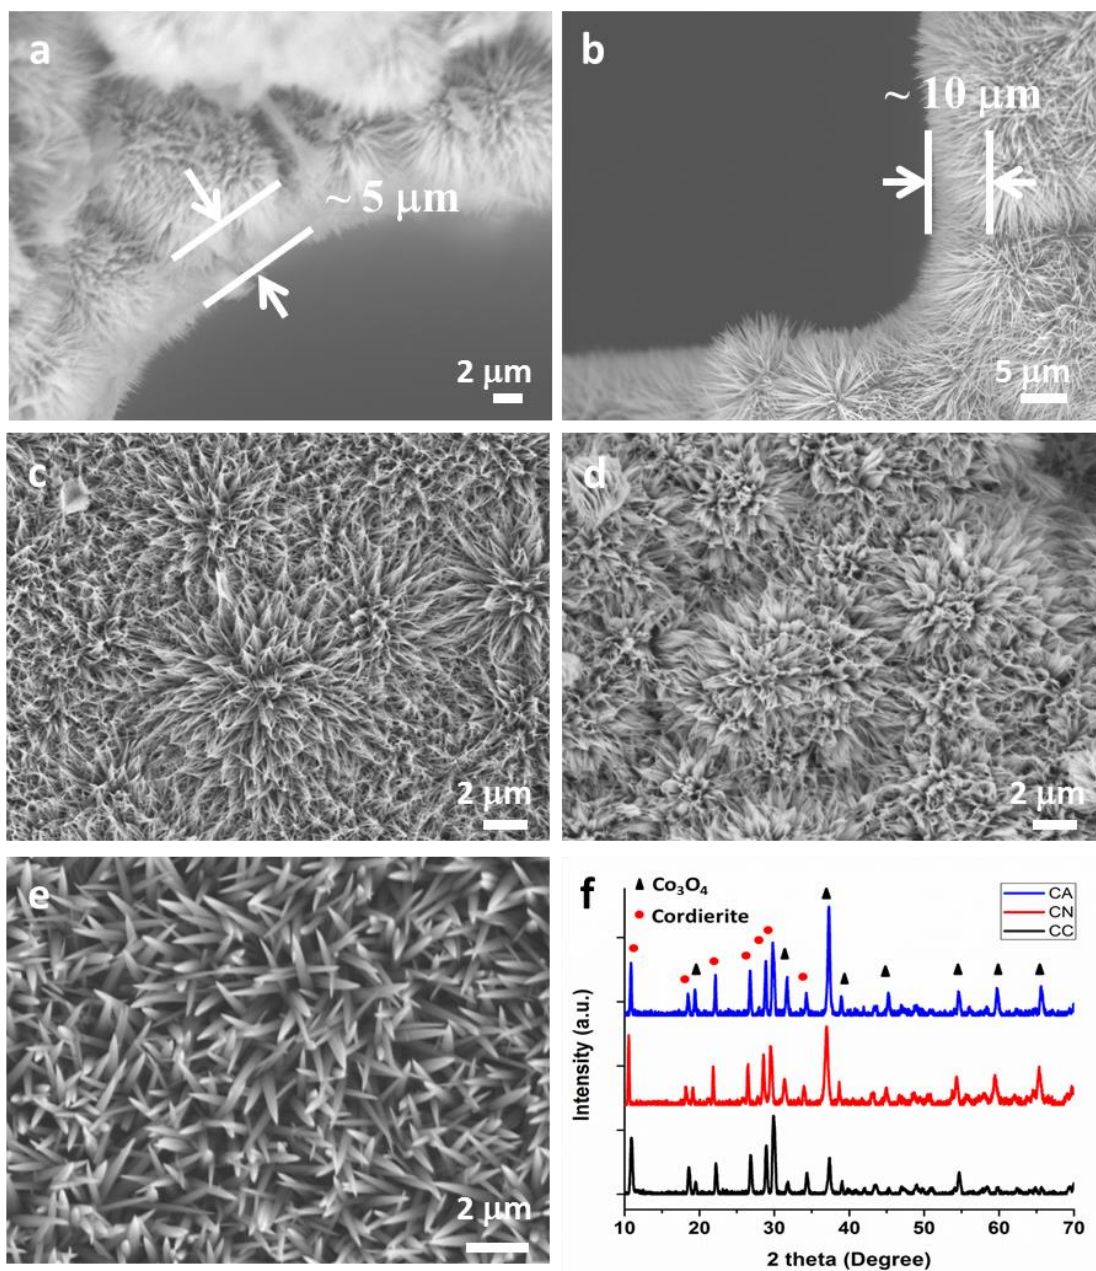 a
~ 5 μm
2 μm
b
~ 10 μm
5 μm
c
2 μm
d
2 μm
e
2 μm
f
Co₃O₄
Cordierite
CA
CN
CC
Intensity (a.u.)
10 20 30 40 50 60 70
2 theta (Degree)